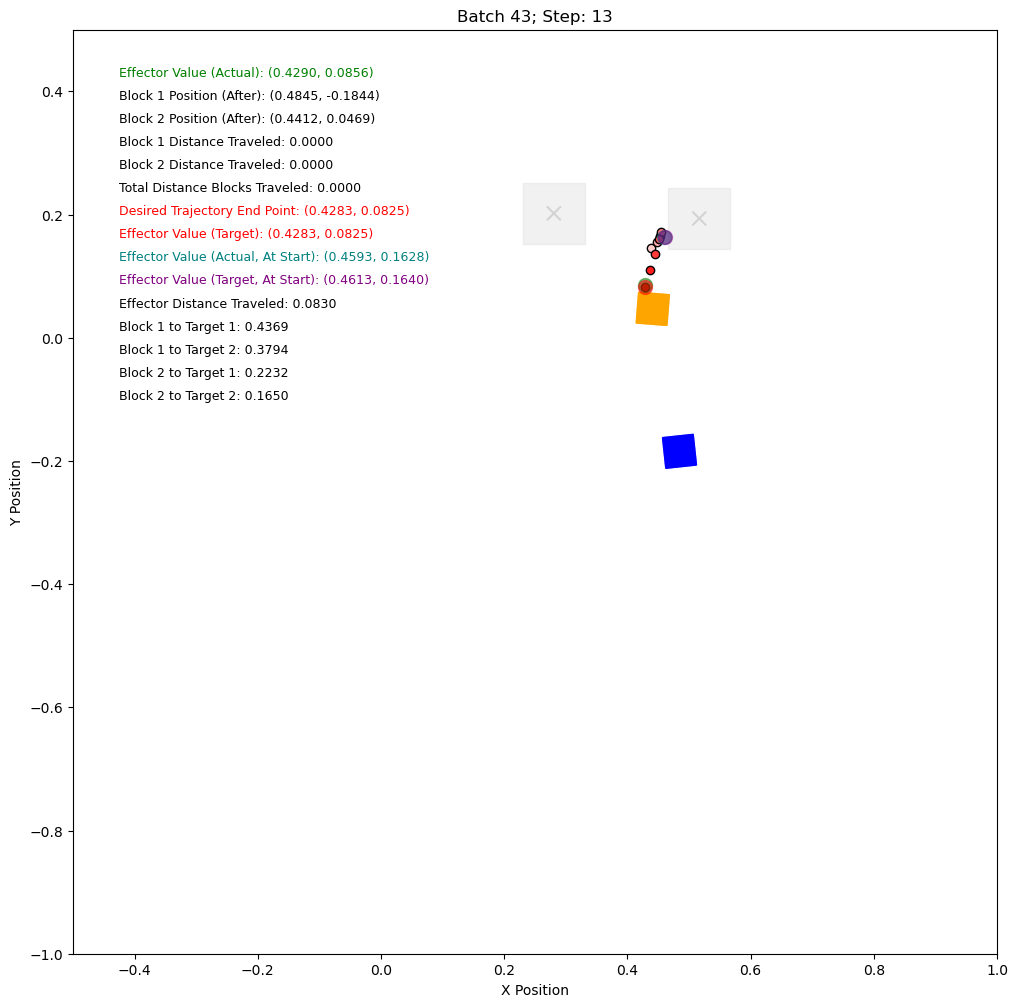 Batch 43; Step: 13
Effector Value (Actual): (0.4290, 0.0856)
Block 1 Position (After): (0.4845, -0.1844)
Block 2 Position (After): (0.4412, 0.0469)
Block 1 Distance Traveled: 0.0000
Block 2 Distance Traveled: 0.0000
Total Distance Blocks Traveled: 0.0000
Desired Trajectory End Point: (0.4283, 0.0825)
Effector Value (Target): (0.4283, 0.0825)
Effector Value (Actual, At Start): (0.4593, 0.1628)
Effector Value (Target, At Start): (0.4613, 0.1640)
Effector Distance Traveled: 0.0830
Block 1 to Target 1: 0.4369
Block 1 to Target 2: 0.3794
Block 2 to Target 1: 0.2232
Block 2 to Target 2: 0.1650
Y Position
0.4
0.2
0.0
−0.2
−0.4
−0.6
−0.8
−1.0
−0.4 −0.2 0.0 0.2 0.4 0.6 0.8 1.0
X Position